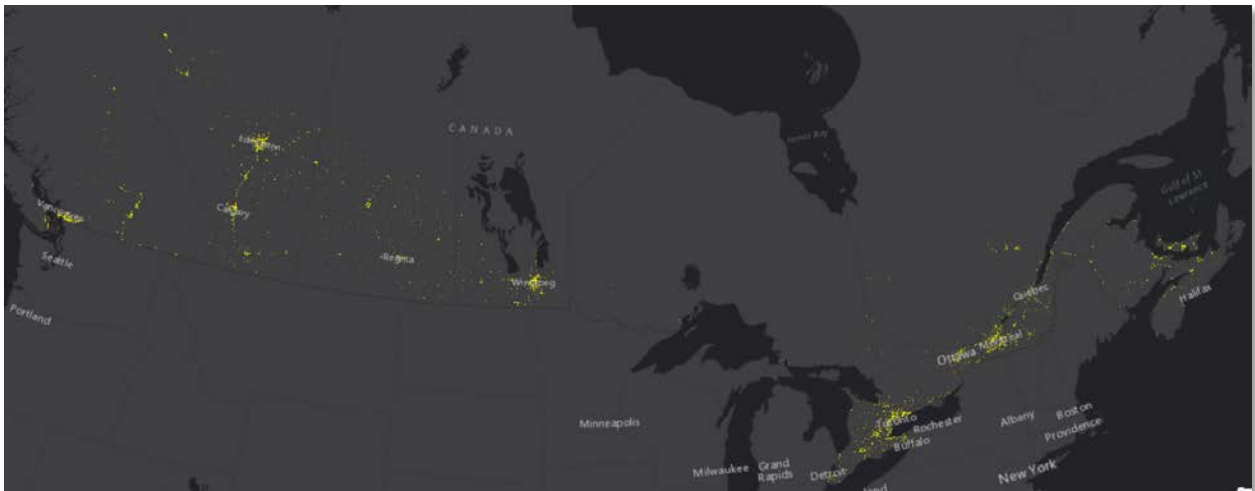 Edmonton
CANADA
Hudson Bay
Gulf of St
Lawrence
Vancouver
Calgary
Seattle
Regina
Winnipeg
Portland
Québec
Halifax
Ottawa
Montreal
Toronto
Rochester
Buffalo
Albany
Boston
Providence
Minneapolis
Milwaukee
Grand
Rapids
Detroit
New York